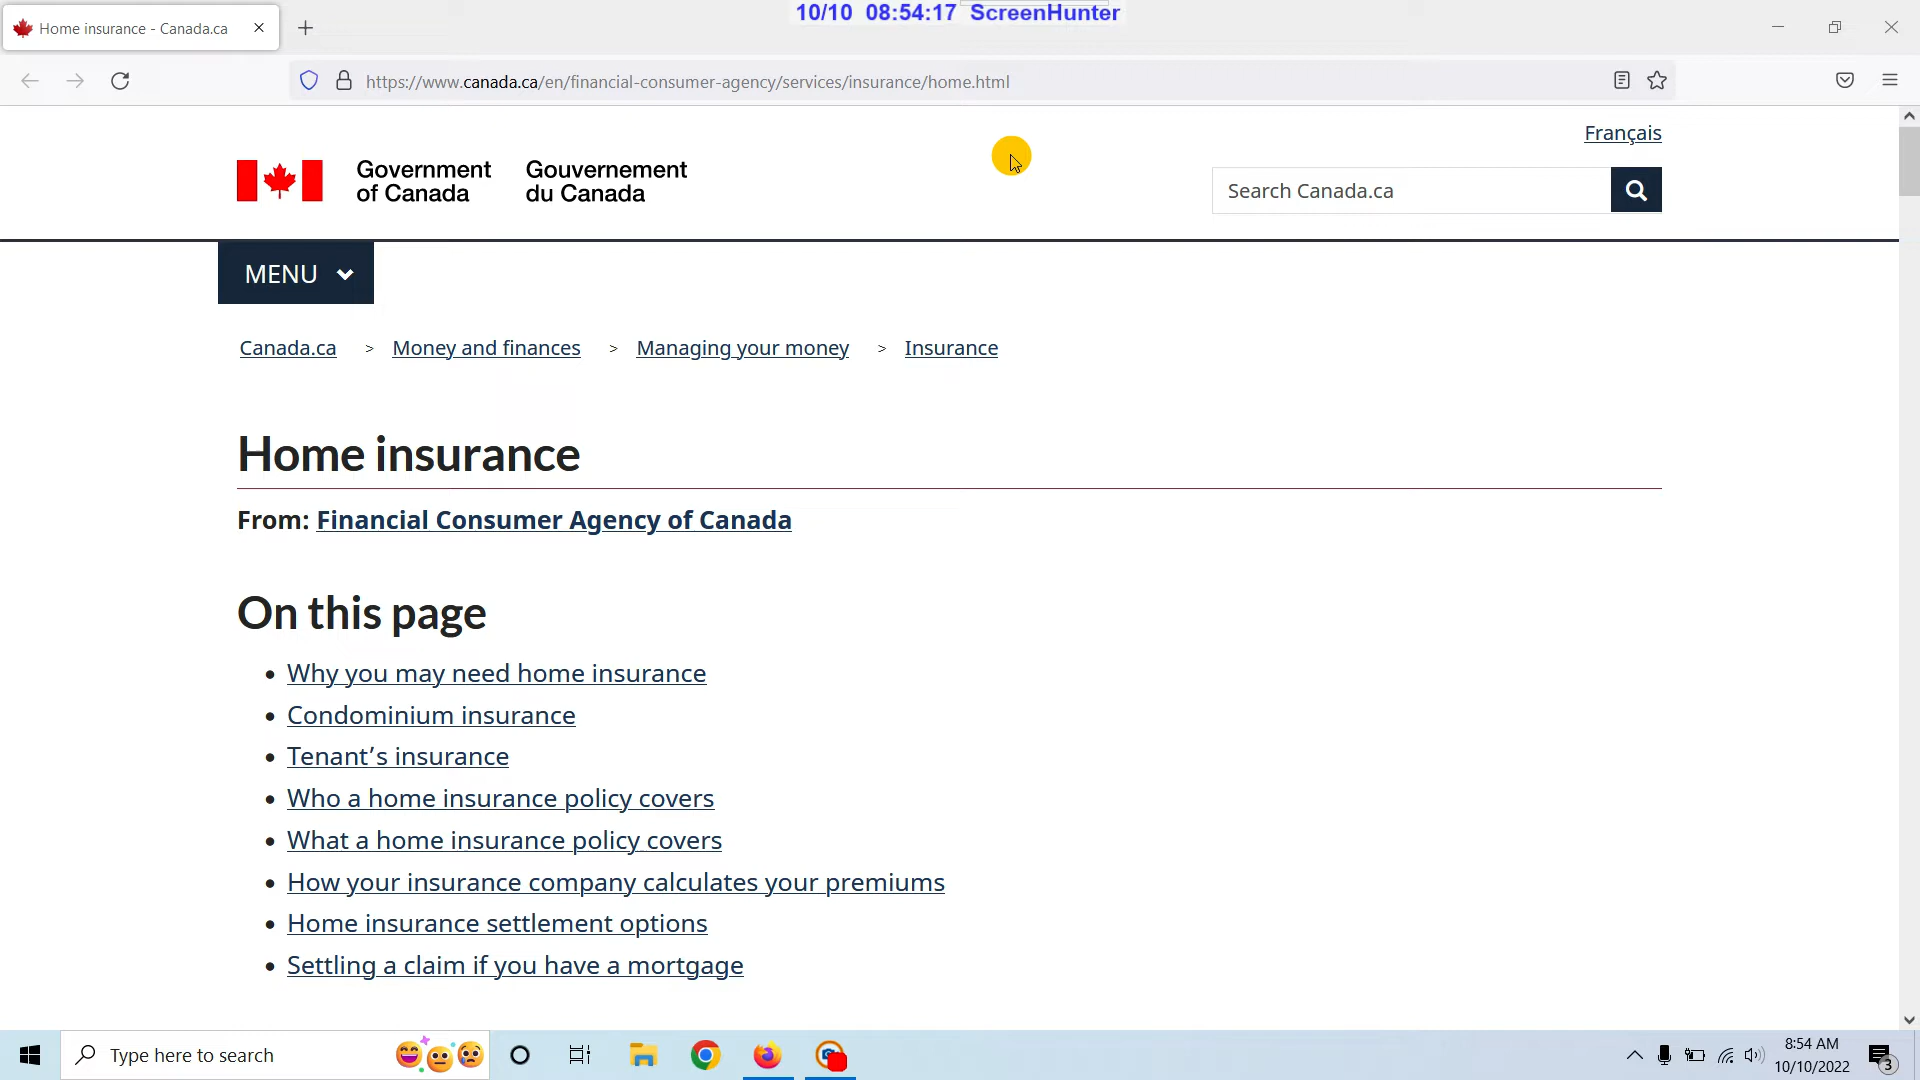 10/10 08:54:17 ScreenHunter
Home insurance - Canada.ca
https://www.canada.ca/en/financial-consumer-agency/services/insurance/home.html
Français
Government of Canada
Gouvernement du Canada
Search Canada.ca
MENU
Canada.ca > Money and finances > Managing your money > Insurance
Home insurance
From: Financial Consumer Agency of Canada
On this page
Why you may need home insurance
Condominium insurance
Tenant’s insurance
Who a home insurance policy covers
What a home insurance policy covers
How your insurance company calculates your premiums
Home insurance settlement options
Settling a claim if you have a mortgage
Type here to search
8:54 AM
10/10/2022
3